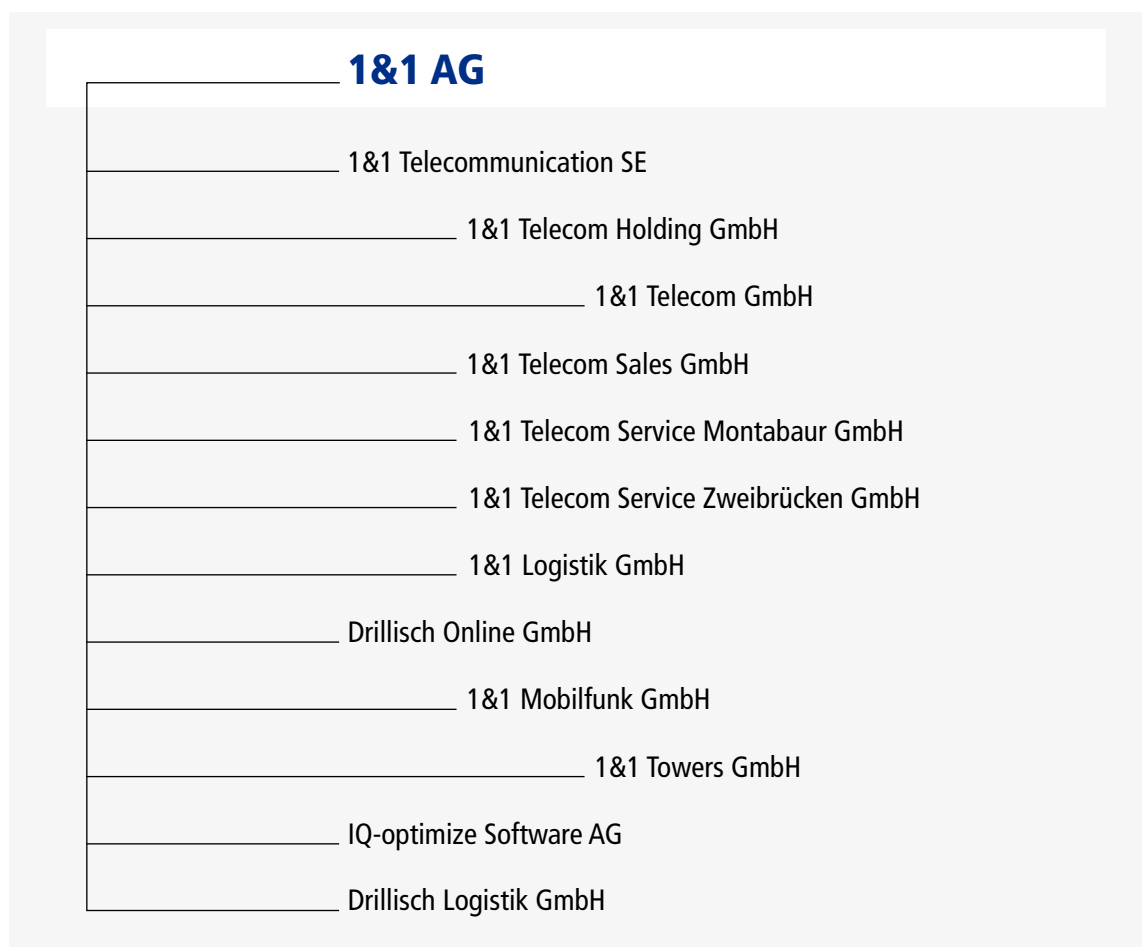 1&1 AG
1&1 Telecommunication SE
1&1 Telecom Holding GmbH
1&1 Telecom GmbH
1&1 Telecom Sales GmbH
1&1 Telecom Service Montabaur GmbH
1&1 Telecom Service Zweibrücken GmbH
1&1 Logistik GmbH
Drillisch Online GmbH
1&1 Mobilfunk GmbH
1&1 Towers GmbH
IQ-optimize Software AG
Drillisch Logistik GmbH